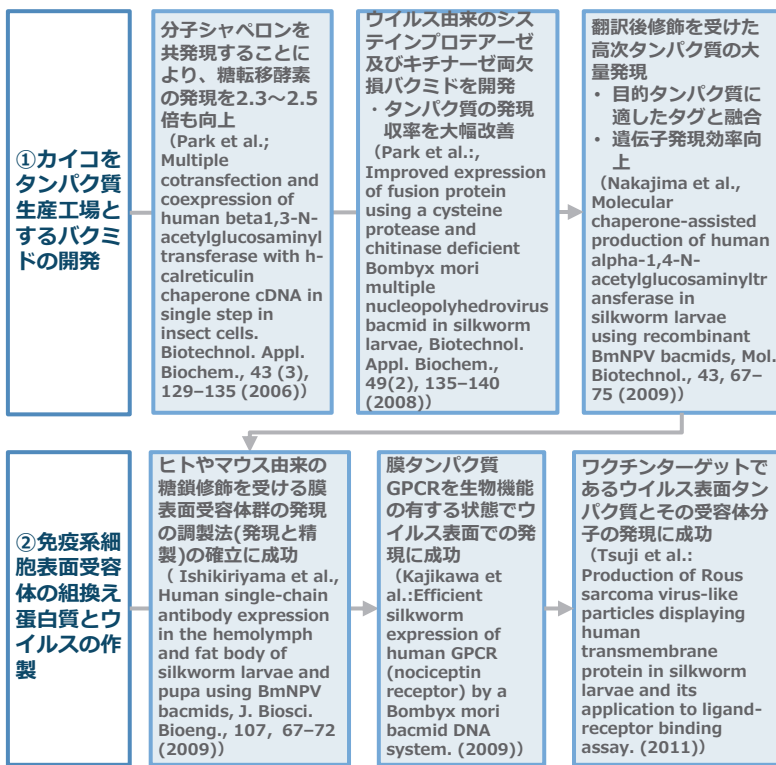 ①カイコを
タンパク質
生産工場と
するバクミ
ドの開発
分子シャペロンを
共発現することに
より、糖転移酵素
の発現を2.3～2.5
倍も向上
（Park et al.;
Multiple
cotransfection and
coexpression of
human beta1,3-N-
acetylglucosaminyl
transferase with h-
calreticulin
chaperone cDNA in
single step in
insect cells.
Biotechnol. Appl.
Biochem., 43 (3),
129–135 (2006)）
ウイルス由来のシス
テインプロテアーゼ
及びキチナーゼ両欠
損バクミドを開発
・タンパク質の発現
収率を大幅改善
(Park et al.:,
Improved expression
of fusion protein
using a cysteine
protease and
chitinase deficient
Bombyx mori
multiple
nucleopolyhedrovirus
bacmid in silkworm
larvae, Biotechnol.
Appl. Biochem.,
49(2), 135–140
(2008)）
翻訳後修飾を受けた
高次タンパク質の大
量発現
• 目的タンパク質に
適したタグと融合
• 遺伝子発現効率向
上
(Nakajima et al.,
Molecular
chaperone-assisted
production of human
alpha-1,4-N-
acetylglucosaminyltr
ansferase in
silkworm larvae
using recombinant
BmNPV bacmids, Mol.
Biotechnol., 43, 67–
75 (2009)）
②免疫系細
胞表面受容
体の組換え
蛋白質とウ
イルスの作
製
ヒトやマウス由来の
糖鎖修飾を受ける膜
表面受容体群の発現
の調製法(発現と精
製)の確立に成功
（ Ishikiriyama et al.,
Human single-chain
antibody expression
in the hemolymph
and fat body of
silkworm larvae and
pupa using BmNPV
bacmids, J. Biosci.
Bioeng., 107, 67–72
(2009)）
膜タンパク質
GPCRを生物機能
の有する状態でウ
イルス表面での発
現に成功
(Kajikawa et
al.:Efficient
silkworm
expression of
human GPCR
(nociceptin
receptor) by a
Bombyx mori
bacmid DNA
system. (2009)）
ワクチンターゲットで
あるウイルス表面タン
パク質とその受容体分
子の発現に成功
(Tsuji et al.:
Production of Rous
sarcoma virus-like
particles displaying
human
transmembrane
protein in silkworm
larvae and its
application to ligand-
receptor binding
assay. (2011)）